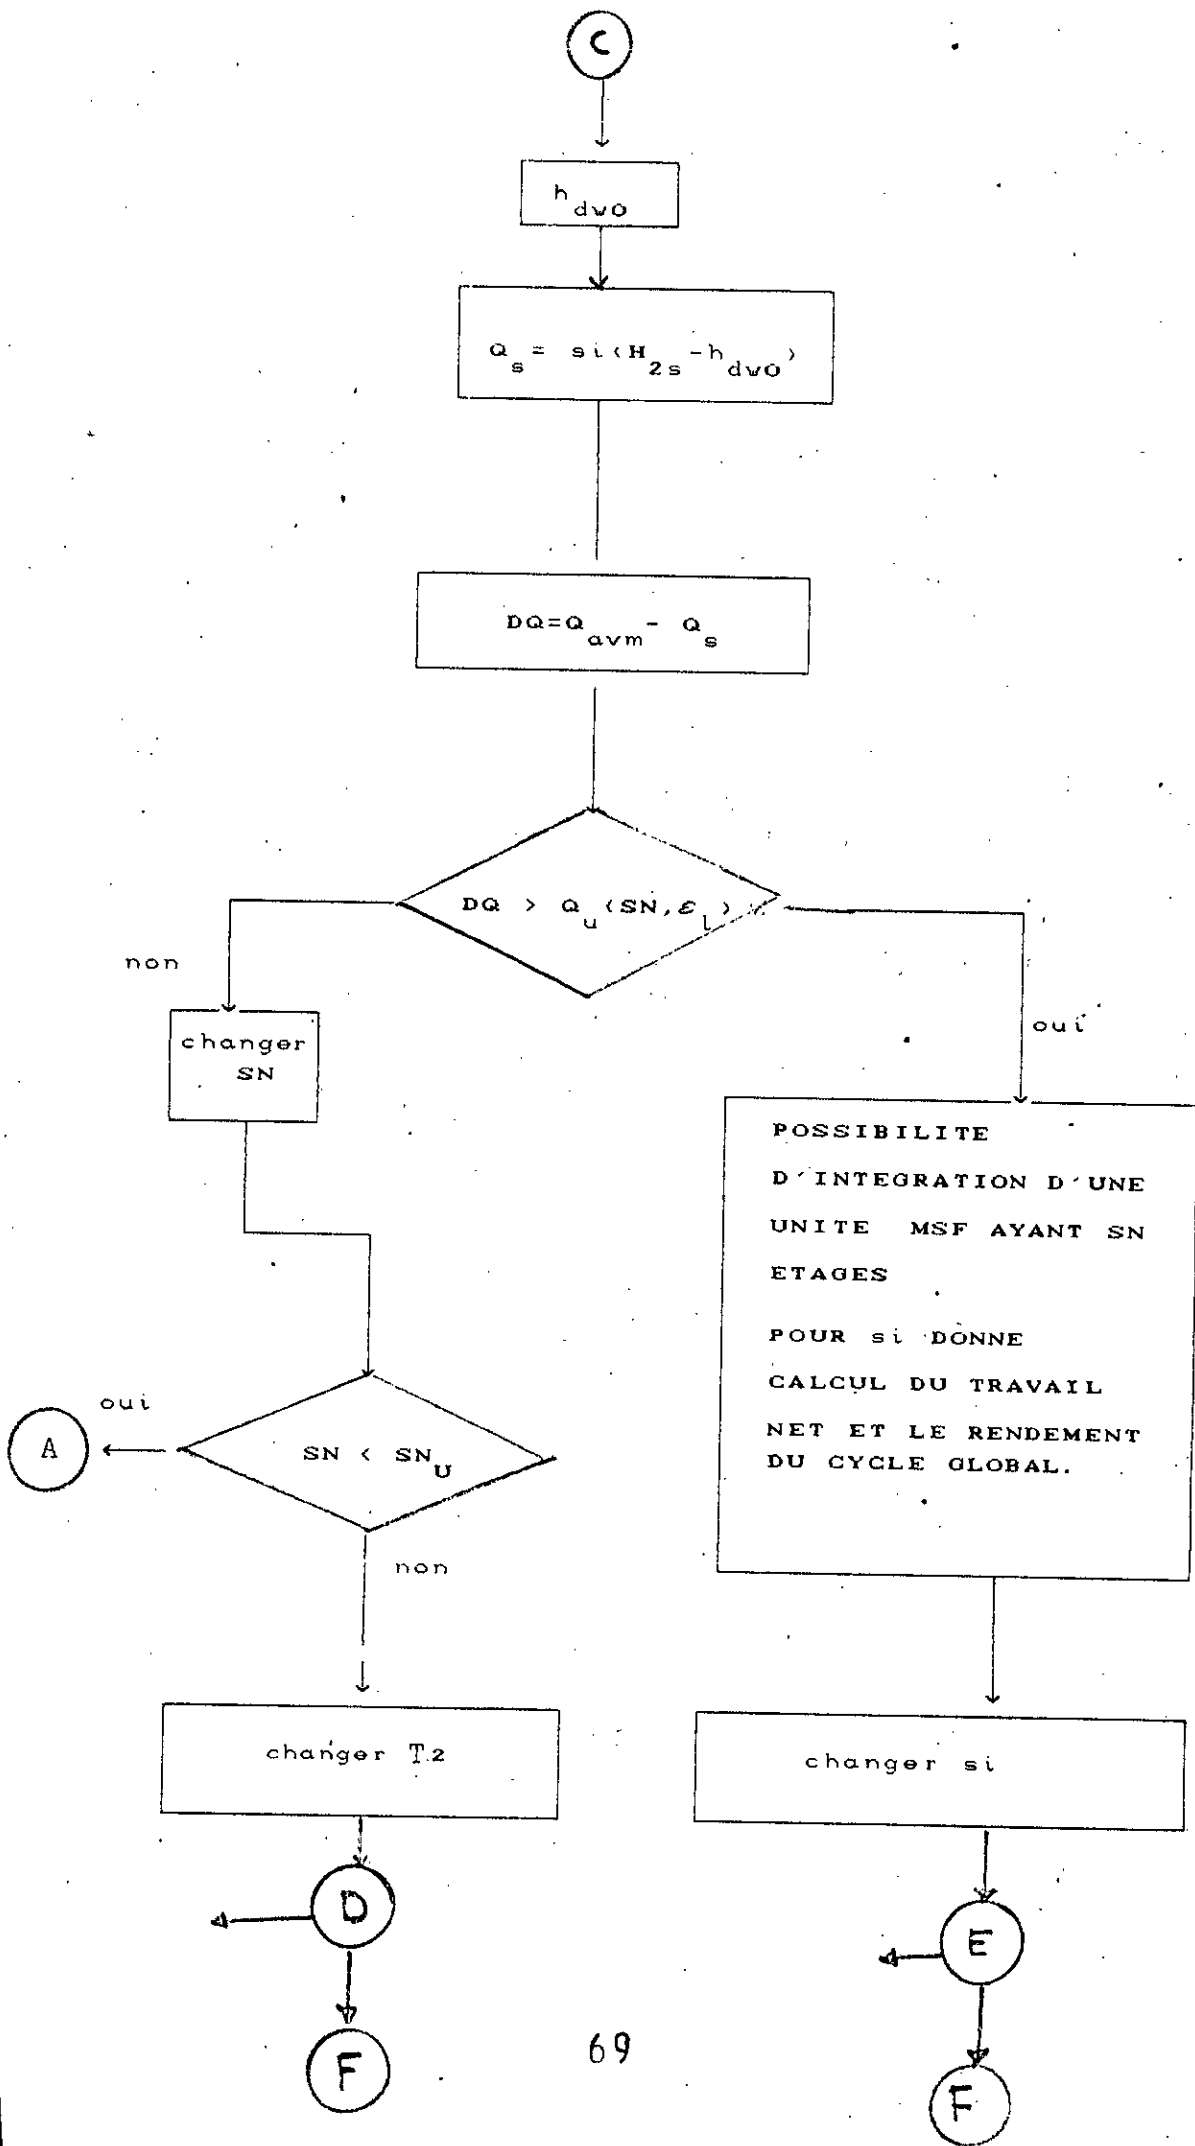 C
h dwo
Q s = si(H 2s - h dwo)
DQ=Q avm - Q s
DQ > Q u (SN, ε l)
non
oui
changer
SN
POSSIBILITE
D'INTEGRATION D'UNE
UNITE MSF AYANT SN
ETAGES
POUR si DONNE
CALCUL DU TRAVAIL
NET ET LE RENDEMENT
DU CYCLE GLOBAL.
oui
A
SN < SN U
non
changer T2
changer si
D
E
F
69
F